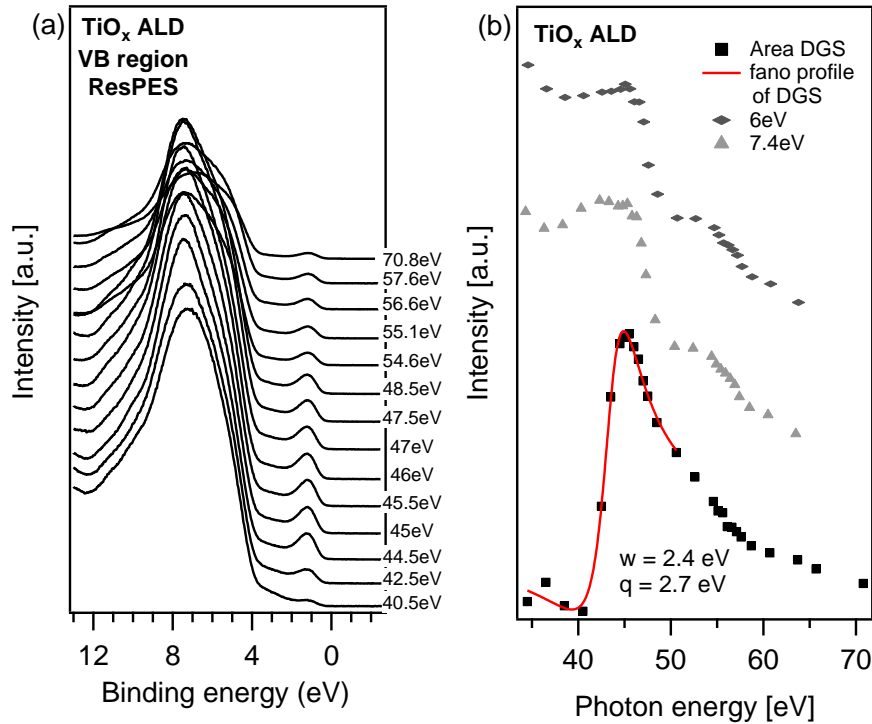 (a)
TiOx ALD
VB region
ResPES
Intensity [a.u.]
70.8eV
57.6eV
56.6eV
55.1eV
54.6eV
48.5eV
47.5eV
47eV
46eV
45.5eV
45eV
44.5eV
42.5eV
40.5eV
12 8 4 0
Binding energy (eV)
(b)
TiOx ALD
Area DGS
fano profile
of DGS
6eV
7.4eV
Intensity [a.u.]
w = 2.4 eV
q = 2.7 eV
40 50 60 70
Photon energy [eV]